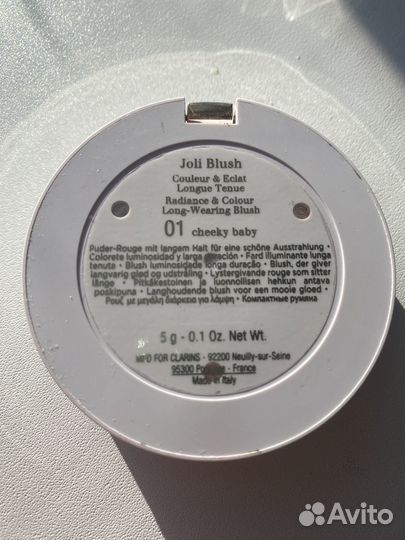 Joli Blush
Couleur & Eclat
Longue Tenue
Radiance & Colour
Long-Wearing Blush
01 cheeky baby
Puder-Rouge mit langem Halt für eine schöne Ausstrahlung •
Colorete luminosidad y larga duración • Fard illuminante lunga
tenuta • Blush luminosidade longa duração • Blush, der giver
langvarig glød og udstråling • Lystergivande rouge som sitter
länge • Pitkäkestoinen ja luonnollisen hehkun antava
poskipuna • Langhoudende blush voor een mooie gloed •
Ρουζ με μεγάλη διάρκεια για λάμψη • Компактные румяна
5 g - 0.1 Oz. Net Wt.
MF'D FOR CLARINS - 92200 Neuilly-sur-Seine
95300 - France
Made in Italy
Avito